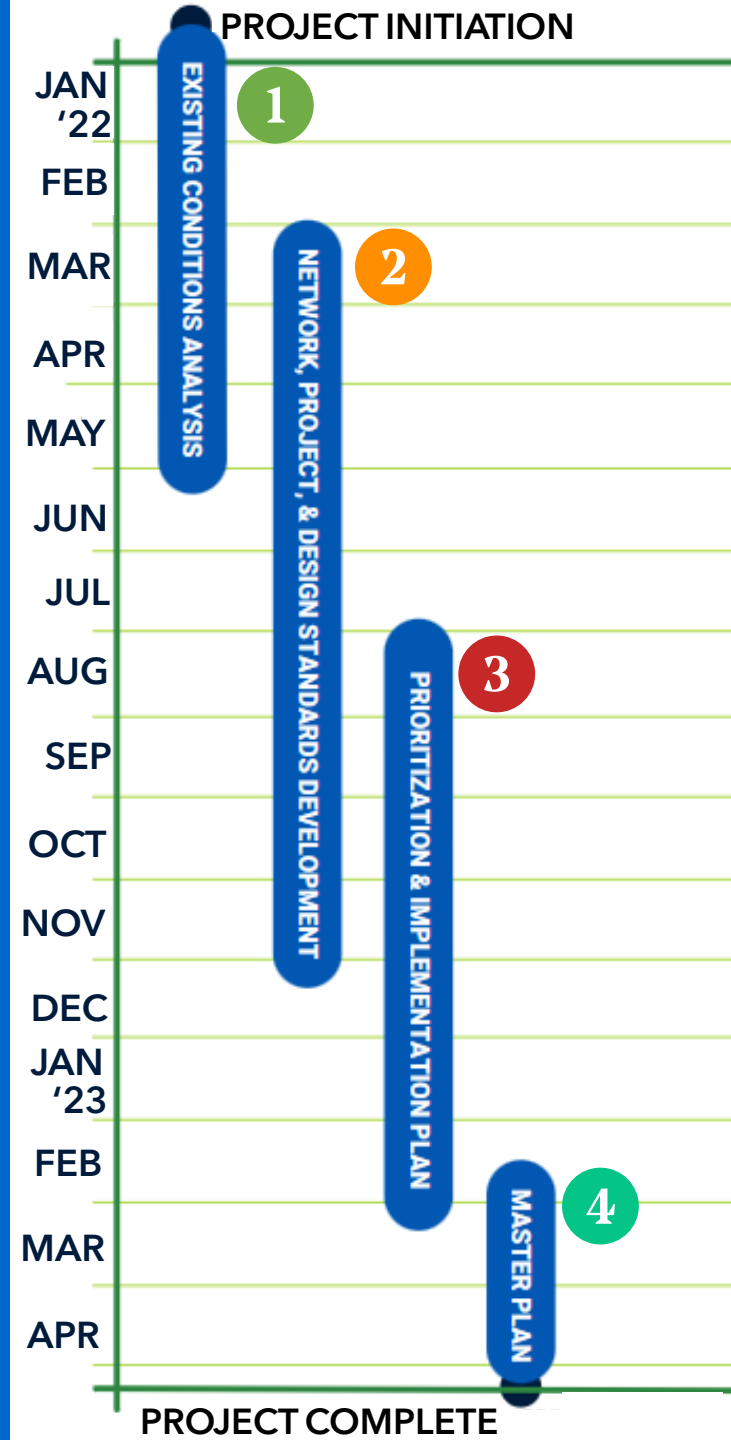 PROJECT INITIATION
JAN
'22
EXISTING CONDITIONS ANALYSIS
1
FEB
MAR
NETWORK, PROJECT, & DESIGN STANDARDS DEVELOPMENT
2
APR
MAY
JUN
JUL
AUG
PRIORITIZATION & IMPLEMENTATION PLAN
3
SEP
OCT
NOV
DEC
JAN
'23
FEB
MASTER PLAN
4
MAR
APR
PROJECT COMPLETE